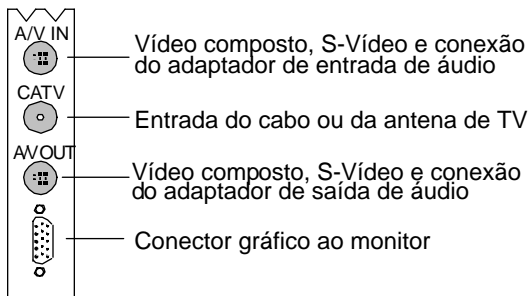 A/V IN
Vídeo composto, S-Vídeo e conexão
do adaptador de entrada de áudio
CATV
Entrada do cabo ou da antena de TV
A/V OUT
Vídeo composto, S-Vídeo e conexão
do adaptador de saída de áudio
Conector gráfico ao monitor